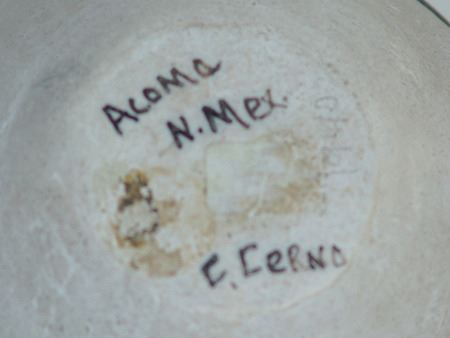 Acoma
N. Mex.
C. CeRNO